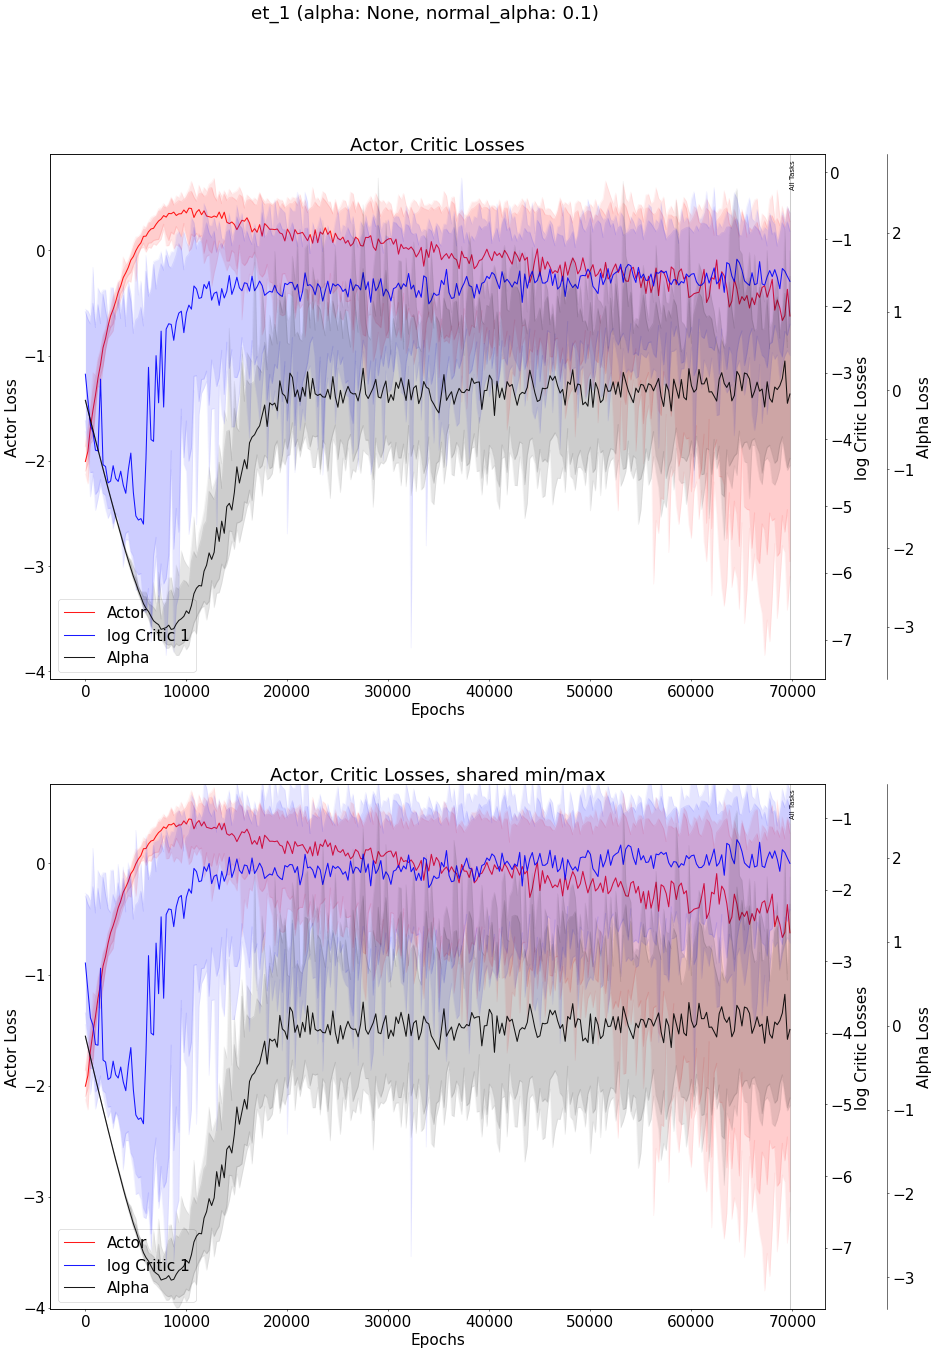 et_1 (alpha: None, normal_alpha: 0.1)
Actor, Critic Losses
All Tasks
0
−1
−2
−3
−4
Actor Loss
0
−1
−2
−3
−4
−5
−6
−7
log Critic Losses
2
1
0
−1
−2
−3
Alpha Loss
Actor
log Critic 1
Alpha
0 10000 20000 30000 40000 50000 60000 70000
Epochs
Actor, Critic Losses, shared min/max
All Tasks
0
−1
−2
−3
−4
Actor Loss
−1
−2
−3
−4
−5
−6
−7
log Critic Losses
2
1
0
−1
−2
−3
Alpha Loss
Actor
log Critic 1
Alpha
0 10000 20000 30000 40000 50000 60000 70000
Epochs